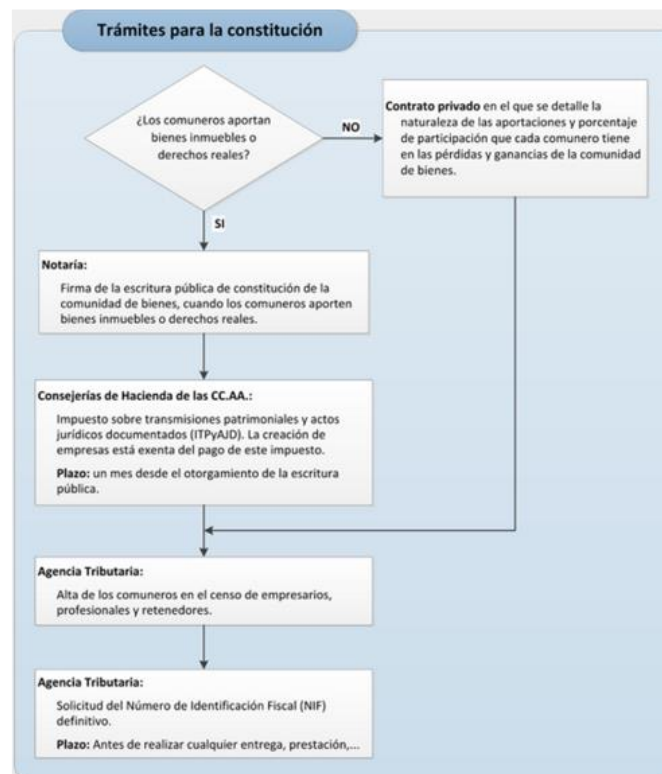 Trámites para la constitución
¿Los comuneros aportan
bienes inmuebles o
derechos reales?
NO
Contrato privado en el que se detalle la
naturaleza de las aportaciones y porcentaje
de participación que cada comunero tiene
en las pérdidas y ganancias de la comunidad
de bienes.
SI
Notaría:
Firma de la escritura pública de constitución de la
comunidad de bienes, cuando los comuneros aporten
bienes inmuebles o derechos reales.
Consejerías de Hacienda de las CC.AA.:
Impuesto sobre transmisiones patrimoniales y actos
jurídicos documentados (ITPyAJD). La creación de
empresas está exenta del pago de este impuesto.
Plazo: un mes desde el otorgamiento de la escritura
pública.
Agencia Tributaria:
Alta de los comuneros en el censo de empresarios,
profesionales y retenedores.
Agencia Tributaria:
Solicitud del Número de Identificación Fiscal (NIF)
definitivo.
Plazo: Antes de realizar cualquier entrega, prestación,...